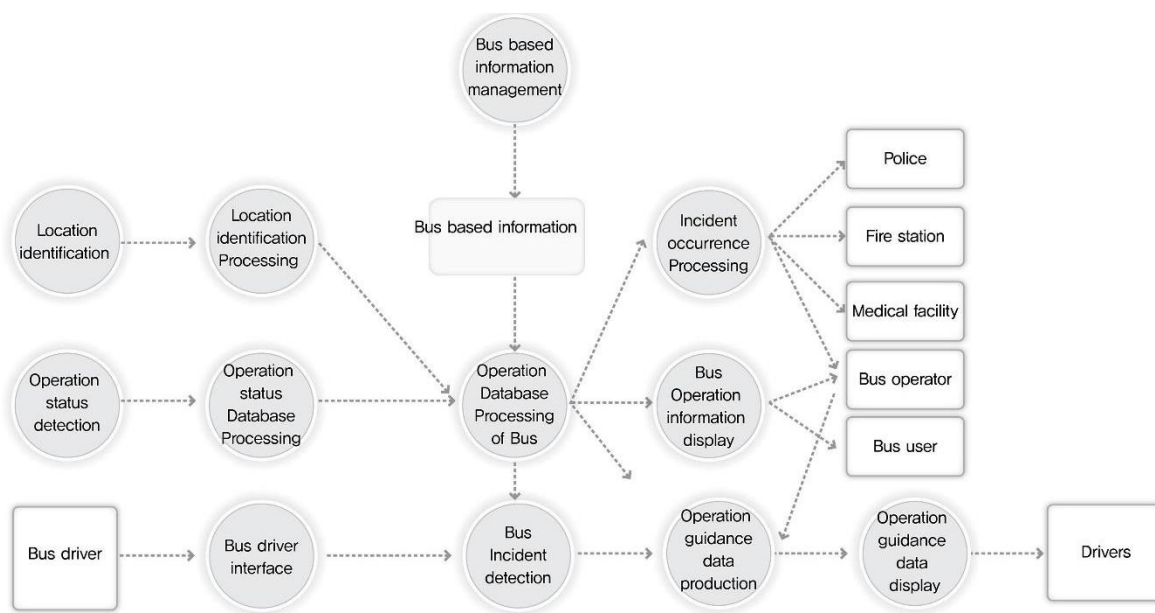 Bus based
information
management
Location
identification
Location
identification
Processing
Bus based information
Incident
occurrence
Processing
Police
Fire station
Medical facility
Operation
status
detection
Operation
status
Database
Processing
Operation
Database
Processing
of Bus
Bus
Operation
information
display
Bus operator
Bus user
Bus driver
Bus driver
interface
Bus
Incident
detection
Operation
guidance
data
production
Operation
guidance
data
display
Drivers